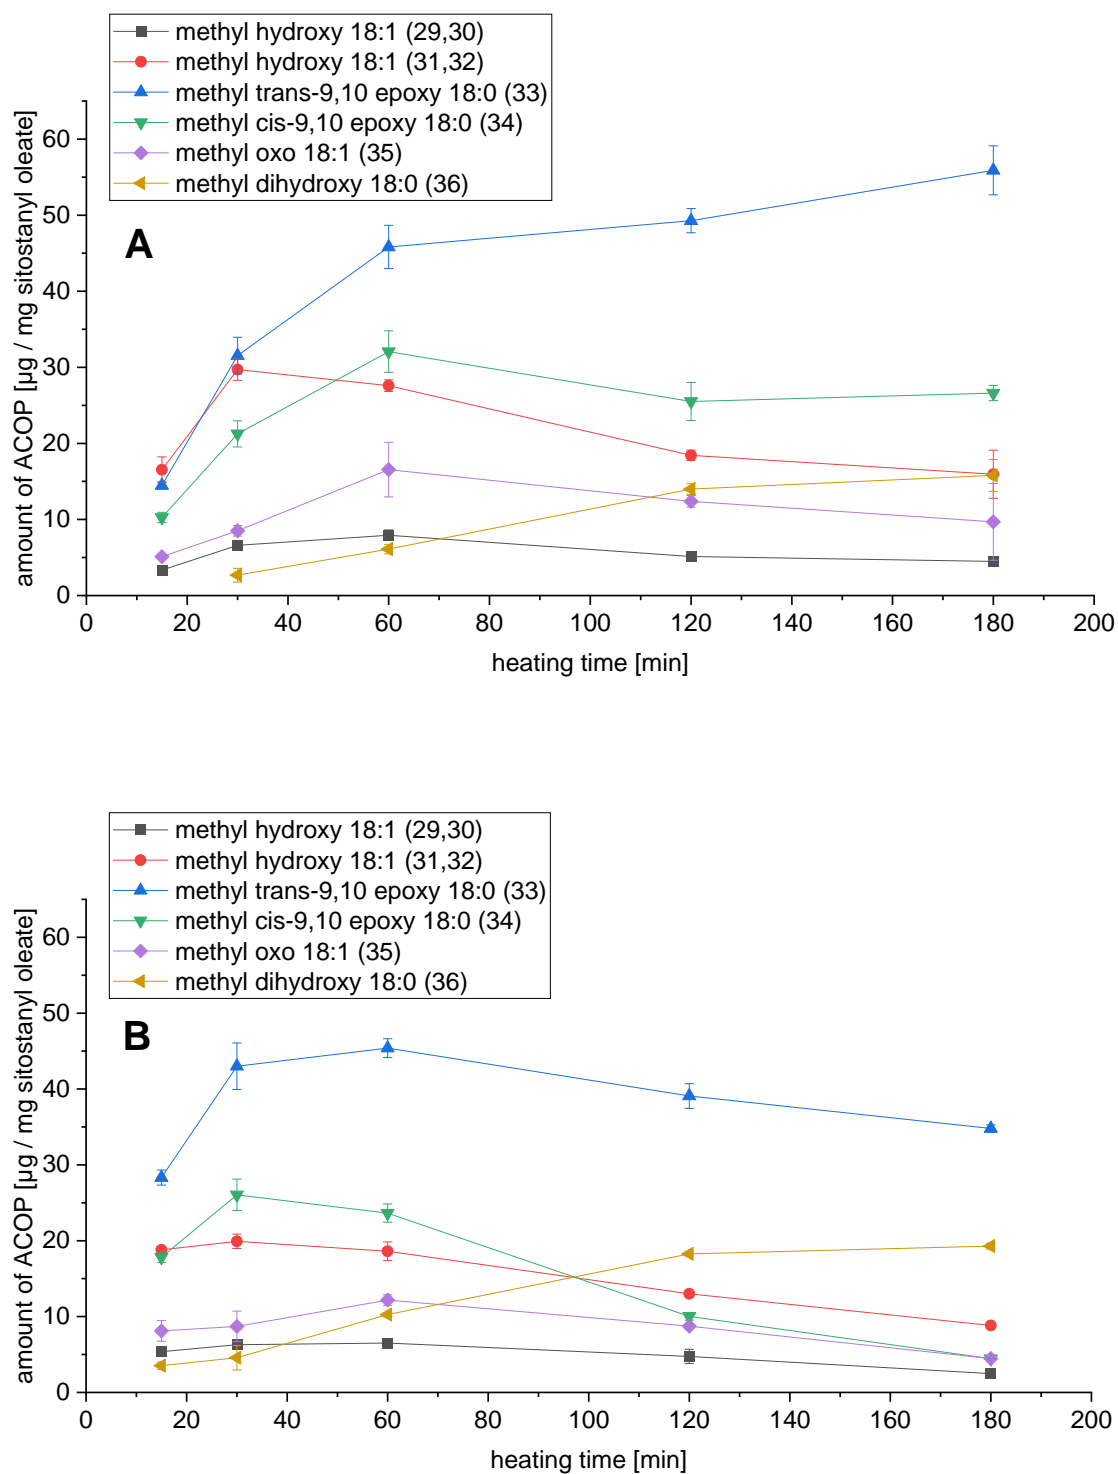 methyl hydroxy 18:1 (29,30)
methyl hydroxy 18:1 (31,32)
methyl trans-9,10 epoxy 18:0 (33)
methyl cis-9,10 epoxy 18:0 (34)
methyl oxo 18:1 (35)
methyl dihydroxy 18:0 (36)
A
amount of ACOP [µg / mg sitostanyl oleate]
60
50
40
30
20
10
0
0 20 40 60 80 100 120 140 160 180 200
heating time [min]
methyl hydroxy 18:1 (29,30)
methyl hydroxy 18:1 (31,32)
methyl trans-9,10 epoxy 18:0 (33)
methyl cis-9,10 epoxy 18:0 (34)
methyl oxo 18:1 (35)
methyl dihydroxy 18:0 (36)
B
amount of ACOP [µg / mg sitostanyl oleate]
60
50
40
30
20
10
0
0 20 40 60 80 100 120 140 160 180 200
heating time [min]